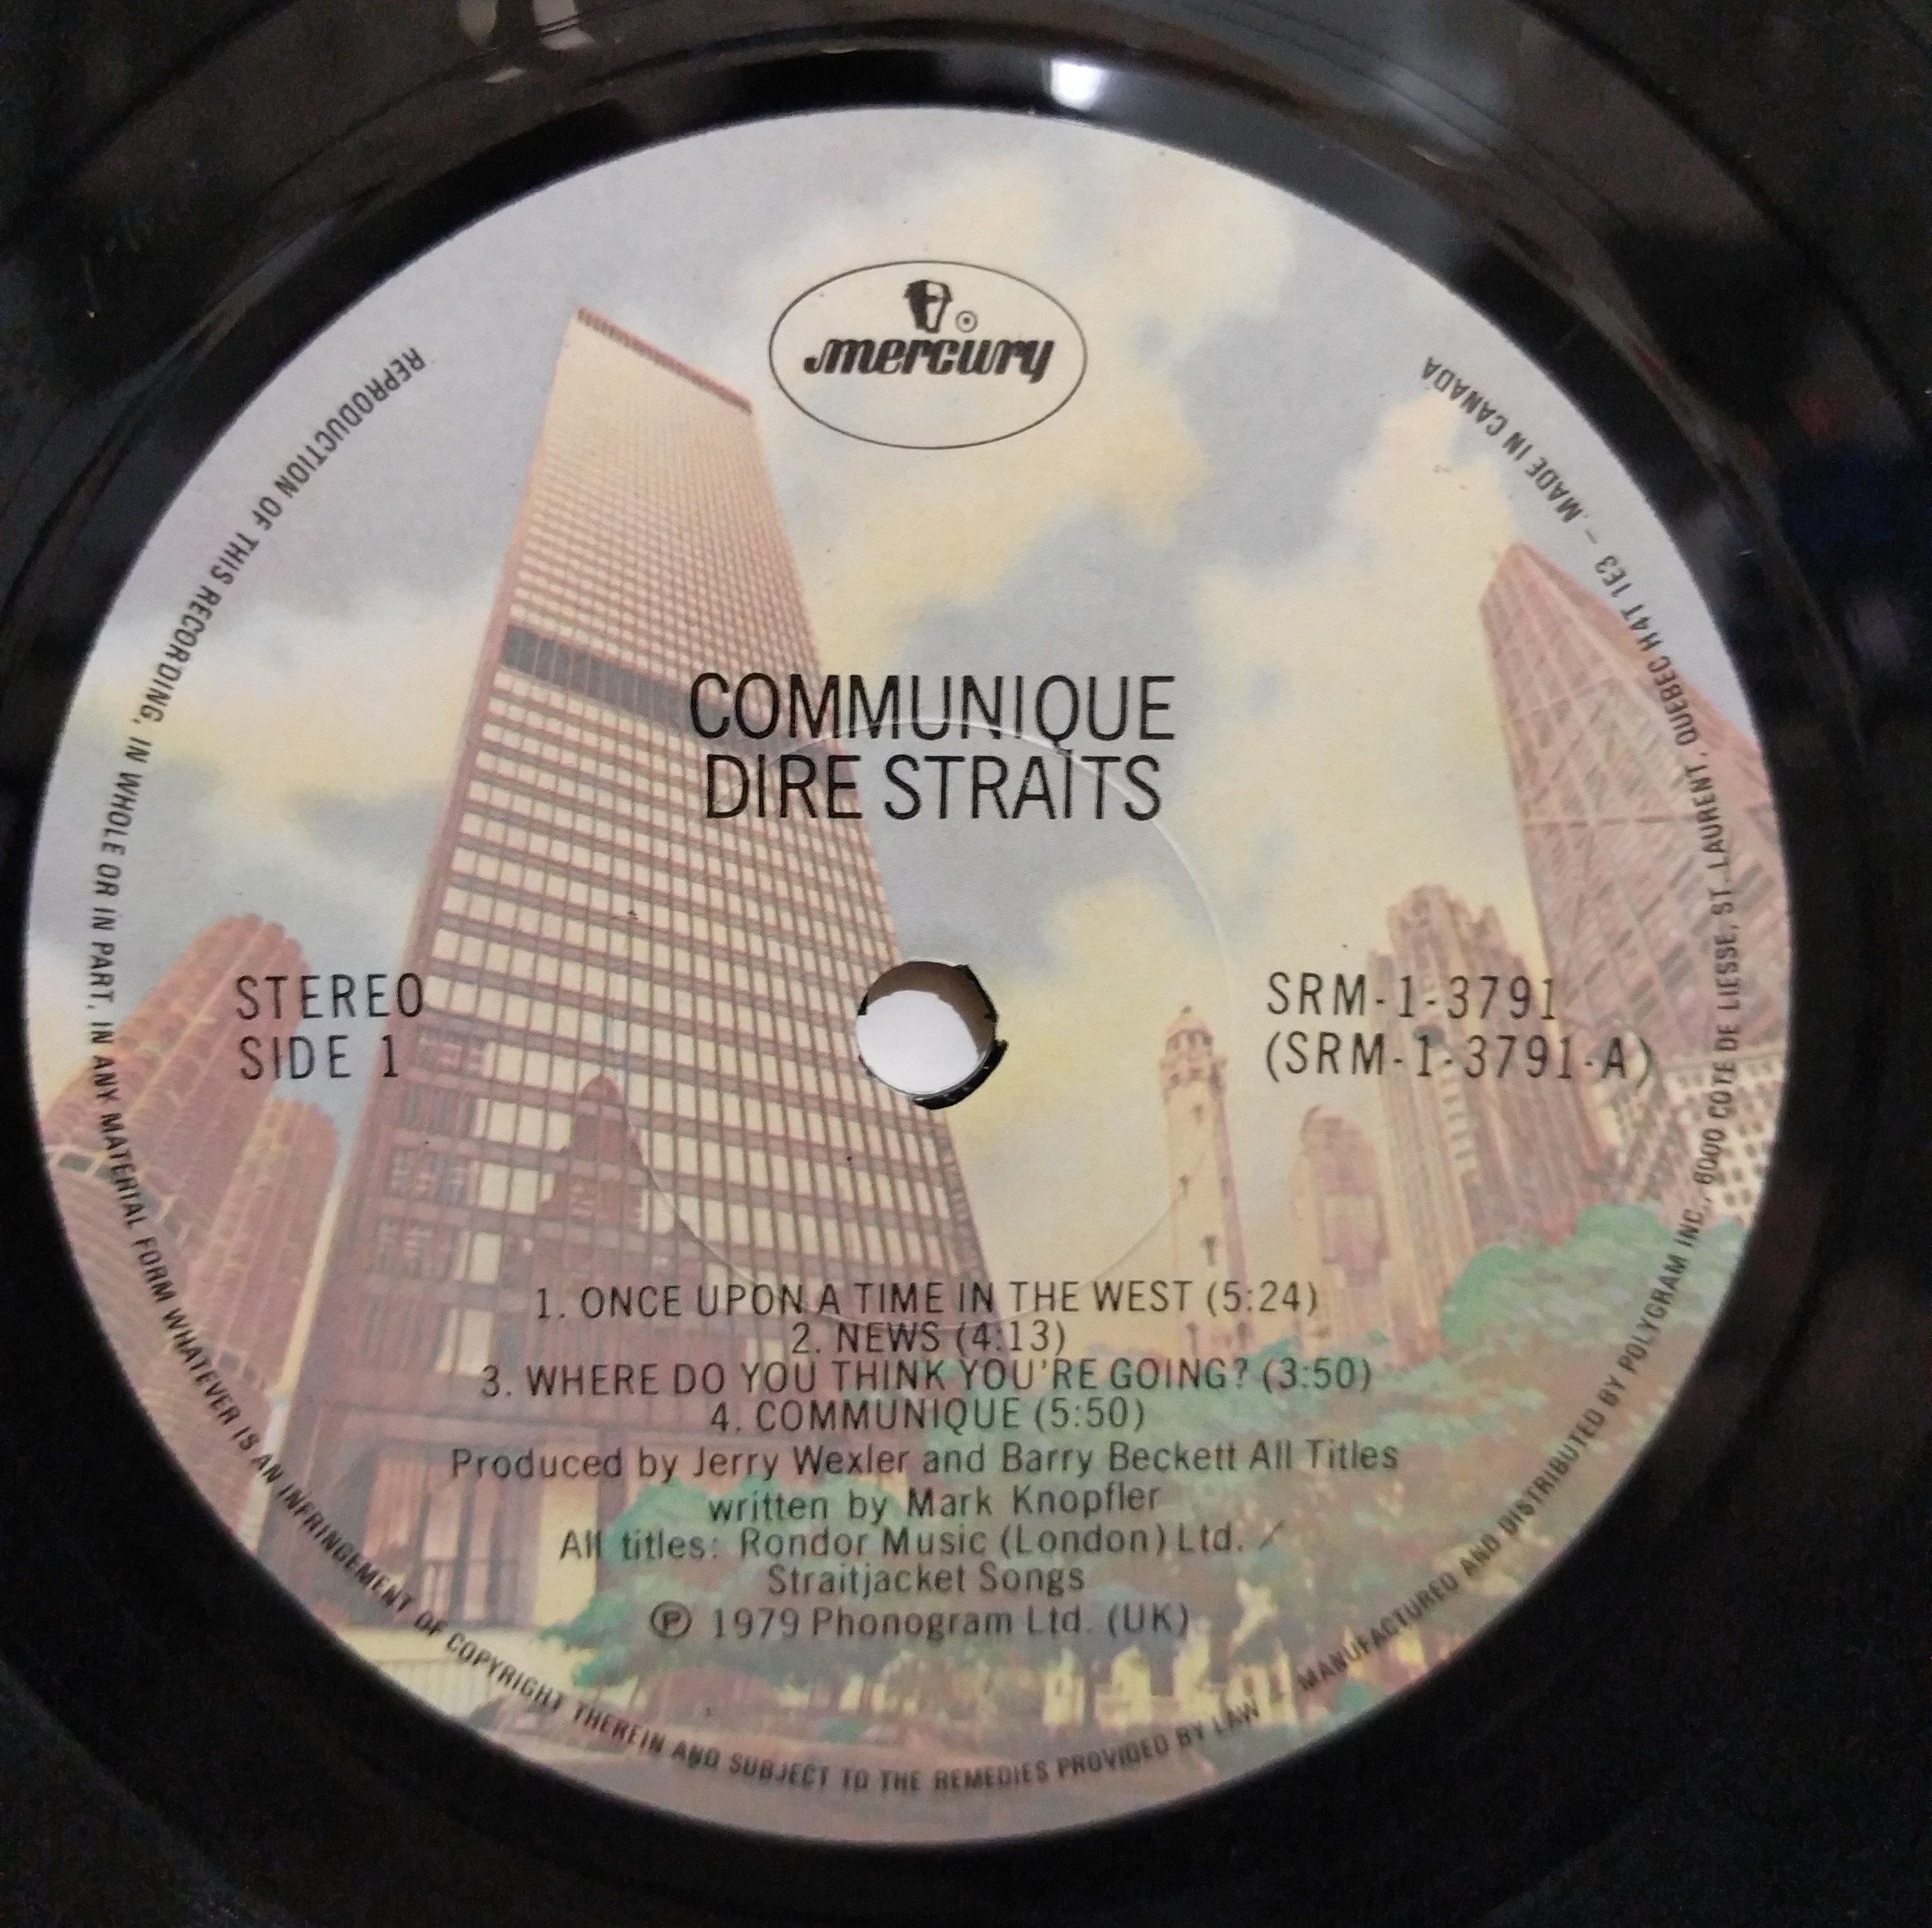 mercury
COMMUNIQUE
DIRE STRAITS
STEREO
SIDE 1
SRM-1-3791
(SRM-1-3791-A)
1. ONCE UPON A TIME IN THE WEST (5:24)
2. NEWS (4:13)
3. WHERE DO YOU THINK YOU'RE GOING? (3:50)
4. COMMUNIQUE (5:50)
Produced by Jerry Wexler and Barry Beckett All Titles
written by Mark Knopfler
All titles: Rondor Music (London) Ltd. /
Straitjacket Songs
℗ 1979 Phonogram Ltd. (UK)
REPRODUCTION OF THIS RECORDING, IN WHOLE OR IN PART, IN ANY MATERIAL FORM WHATEVER IS AN INFRINGEMENT OF COPYRIGHT THEREIN AND SUBJECT TO THE REMEDIES PROVIDED BY LAW – MANUFACTURED AND DISTRIBUTED BY POLYGRAM INC., 6000 COTE DE LIESSE, ST. LAURENT, QUEBEC H4T 1E3 – MADE IN CANADA